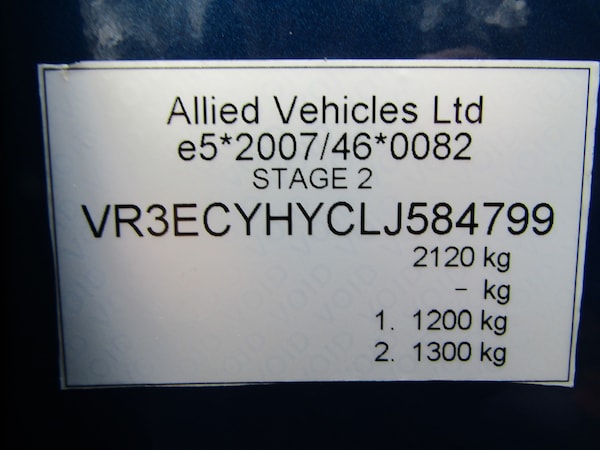 Allied Vehicles Ltd
e5*2007/46*0082
STAGE 2
VR3ECYHYCLJ584799
2120 kg
- kg
1. 1200 kg
2. 1300 kg